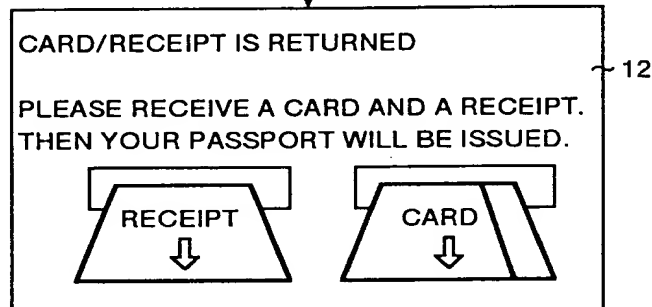 CARD/RECEIPT IS RETURNED
12
PLEASE RECEIVE A CARD AND A RECEIPT.
THEN YOUR PASSPORT WILL BE ISSUED.
RECEIPT
CARD